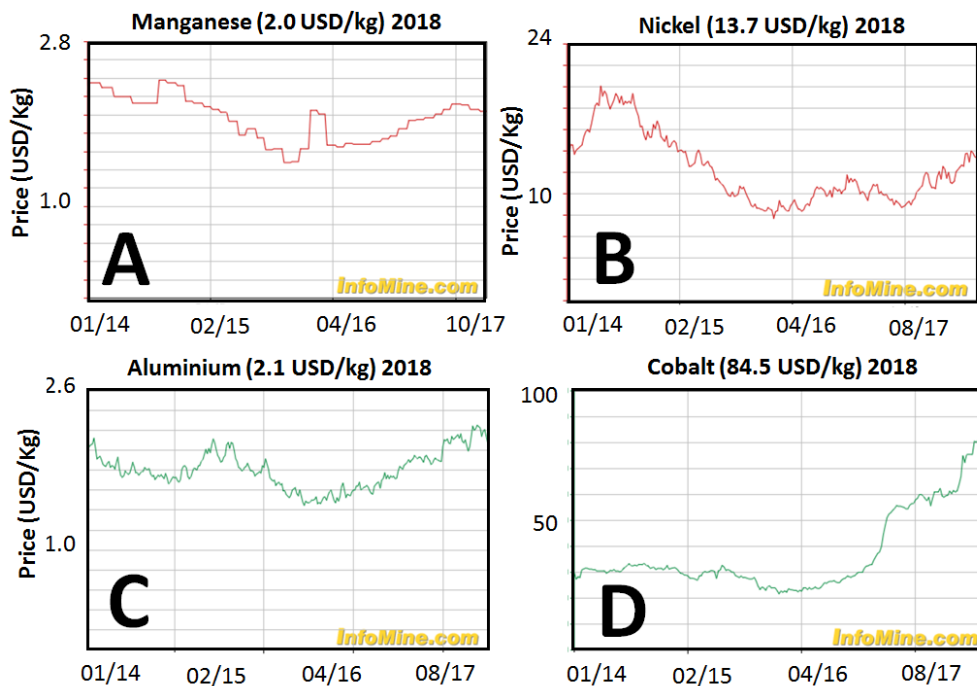 Manganese (2.0 USD/kg) 2018
2.8
Price (USD/Kg)
1.0
A
InfoMine.com
01/14 02/15 04/16 10/17
Nickel (13.7 USD/kg) 2018
24
Price (USD/Kg)
10
B
InfoMine.com
01/14 02/15 04/16 08/17
Aluminium (2.1 USD/kg) 2018
2.6
Price (USD/Kg)
1.0
C
InfoMine.com
01/14 02/15 04/16 08/17
Cobalt (84.5 USD/kg) 2018
100
50
D
InfoMine.com
01/14 02/15 04/16 08/17